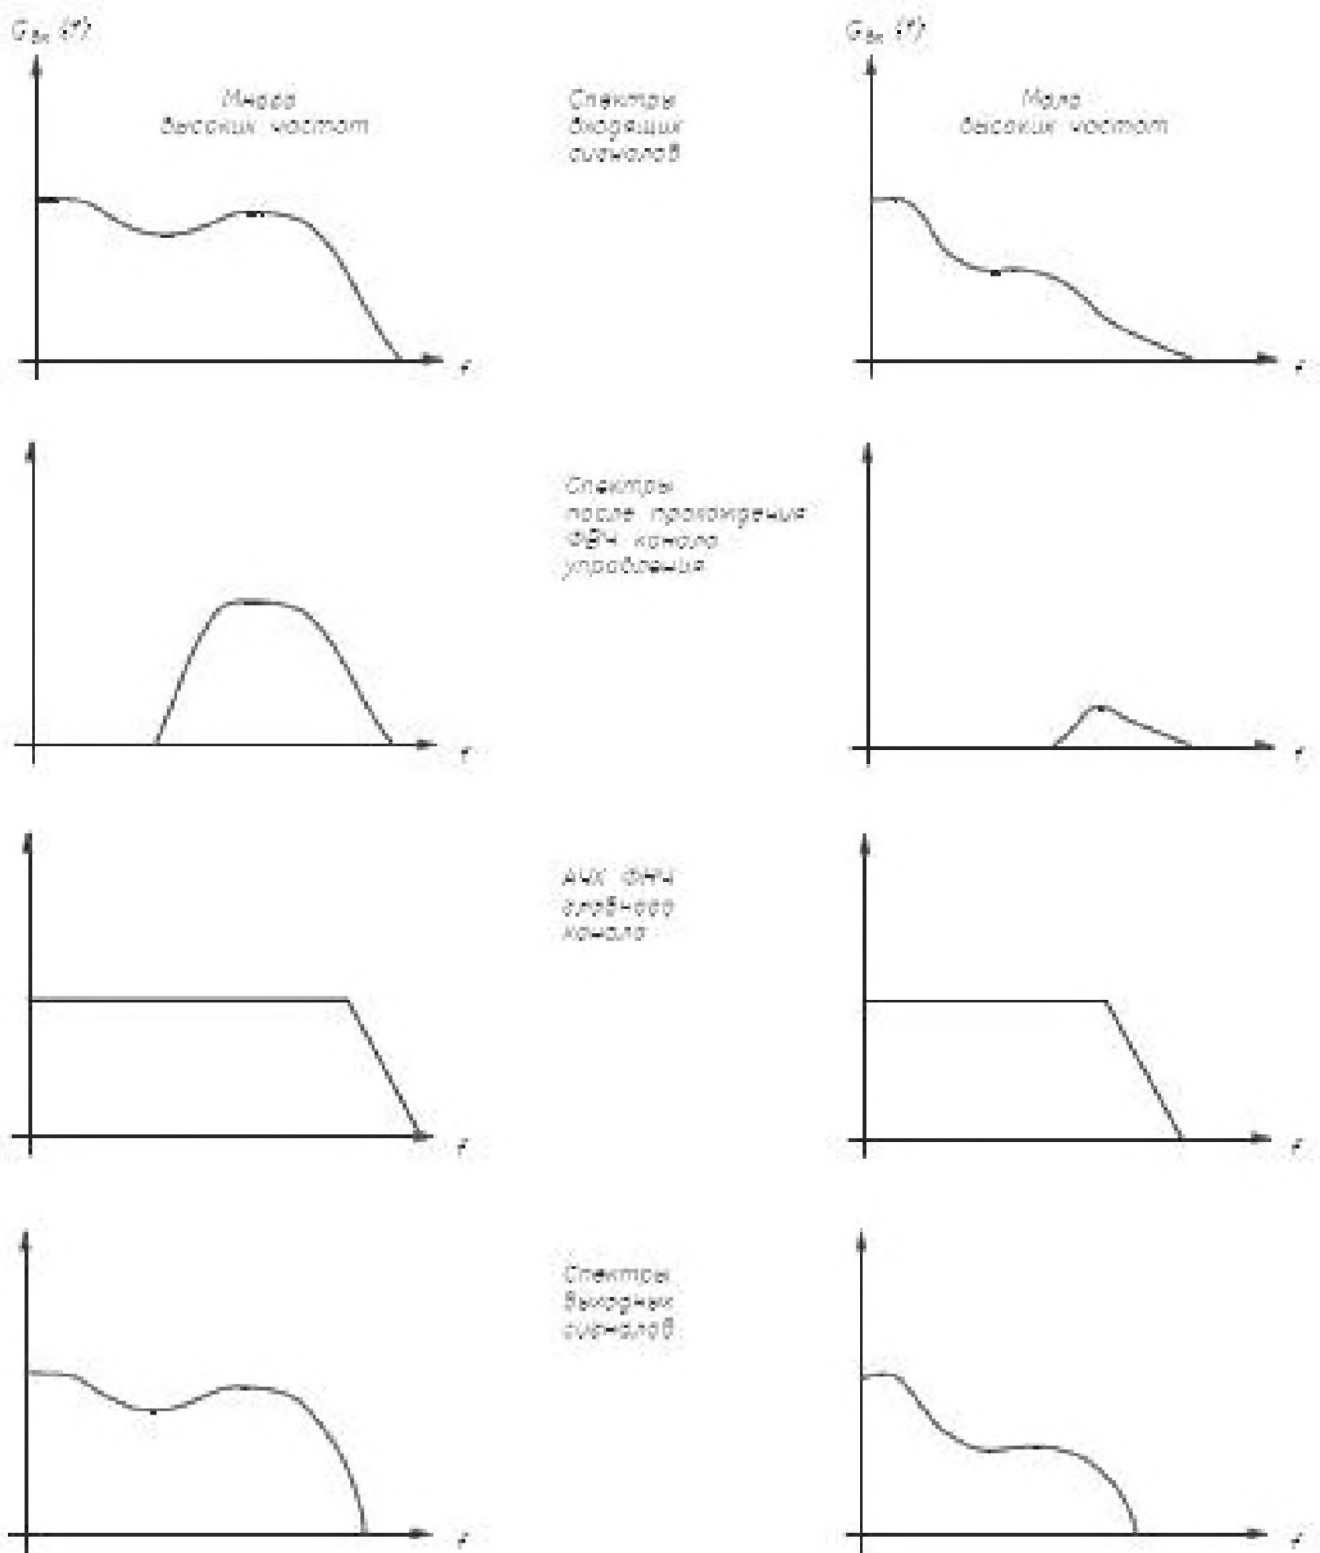 Gвх (f)
Gвх (f)
Много
высоких частот
Спектры
входящих
сигналов
Мало
высоких частот
f
f
Спектры
после прохождения
ФВЧ канала
управления
f
f
АЧХ ФНЧ
главного
канала
f
f
Спектры
выходных
сигналов
f
f